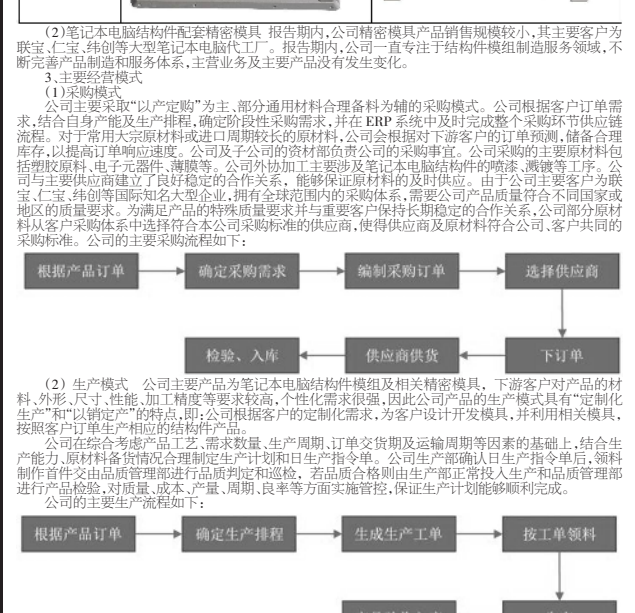 (2)笔记本电脑结构件配套精密模具 报告期内,公司精密模具产品销售规模较小,其主要客户为
联宝、仁宝、纬创等大型笔记本电脑代工厂。报告期内,公司一直专注于结构件模组制造服务领域,不
断完善产品制造和服务体系,主营业务及主要产品没有发生变化。
3、主要经营模式
(1)采购模式
公司主要采取“以产定购”为主、部分通用材料合理备料为辅的采购模式。公司根据客户订单需
求,结合自身产能及生产排程,确定阶段性采购需求,并在 ERP 系统中及时完成整个采购环节供应链
流程。对于常用大宗原材料或进口周期较长的原材料,公司会根据对下游客户的订单预测,储备合理
库存,以提高订单响应速度。公司及子公司的资材部负责公司的采购事宜。公司采购的主要原材料包
括塑胶原料、电子元器件、薄膜等。公司外协加工主要涉及笔记本电脑结构件的喷漆、溅镀等工序。公
司与主要供应商建立了良好稳定的合作关系，能够保证原材料的及时供应。由于公司主要客户为联
宝、仁宝、纬创等国际知名大型企业,拥有全球范围内的采购体系,需要公司产品质量符合不同国家或
地区的质量要求。为满足产品的特殊质量要求并与重要客户保持长期稳定的合作关系,公司部分原材
料从客户采购体系中选择符合本公司采购标准的供应商,使得供应商及原材料符合公司、客户共同的
采购标准。公司的主要采购流程如下:
根据产品订单 确定采购需求 编制采购订单 选择供应商
检验、入库 供应商供货 下订单
(2) 生产模式 公司主要产品为笔记本电脑结构件模组及相关精密模具，下游客户对产品的材
料、外形、尺寸、性能、加工精度等要求较高,个性化需求很强,因此公司产品的生产模式具有“定制化
生产”和“以销定产”的特点,即:公司根据客户的定制化需求,为客户设计开发模具,并利用相关模具,
按照客户订单生产相应的结构件产品。
公司在综合考虑产品工艺、需求数量、生产周期、订单交货期及运输周期等因素的基础上,结合生
产能力、原材料备货情况合理制定生产计划和日生产指令单。公司生产部确认日生产指令单后,领料
制作首件交由品质管理部进行品质判定和巡检，若品质合格则由生产部正常投入生产和品质管理部
进行产品检验,对质量、成本、产量、周期、良率等方面实施管控,保证生产计划能够顺利完成。
公司的主要生产流程如下:
根据产品订单 确定生产排程 生成生产工单 按工单领料